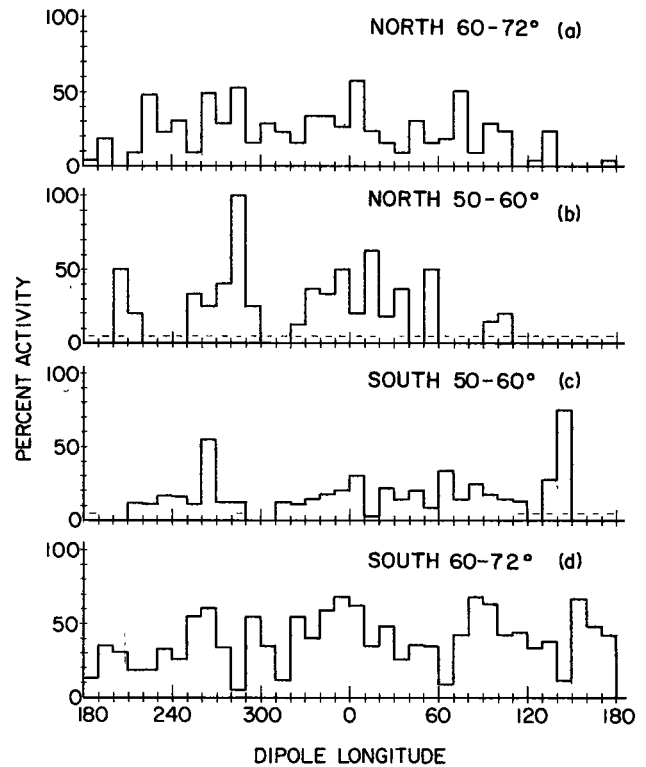 100
NORTH 60-72° (a)
50
0
100
NORTH 50-60° (b)
50
0
PERCENT ACTIVITY
100
SOUTH 50-60° (c)
50
0
100
SOUTH 60-72° (d)
50
0
180 240 300 0 60 120 180
DIPOLE LONGITUDE